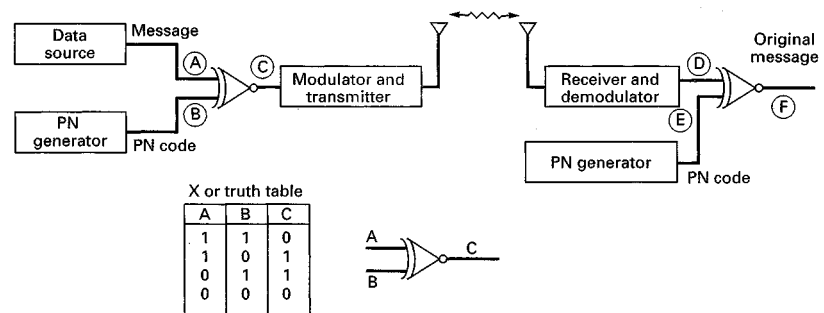 Data
source
Message
A
PN
generator
B
PN code
C
Modulator and
transmitter
Receiver and
demodulator
D
E
PN generator
PN code
Original
message
F
X or truth table
A B C
1 1 0
1 0 1
0 1 1
0 0 0
A
B
C